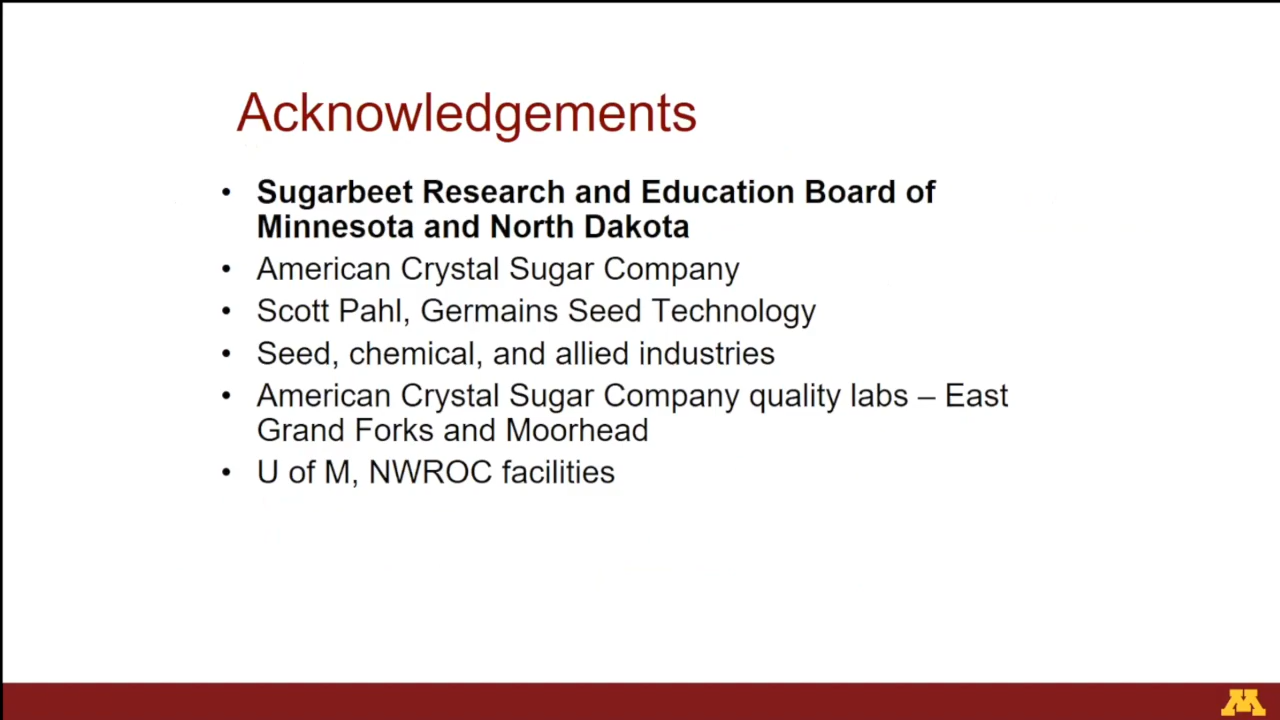 Acknowledgements
• Sugarbeet Research and Education Board of
Minnesota and North Dakota
• American Crystal Sugar Company
• Scott Pahl, Germains Seed Technology
• Seed, chemical, and allied industries
• American Crystal Sugar Company quality labs – East
Grand Forks and Moorhead
• U of M, NWROC facilities
M